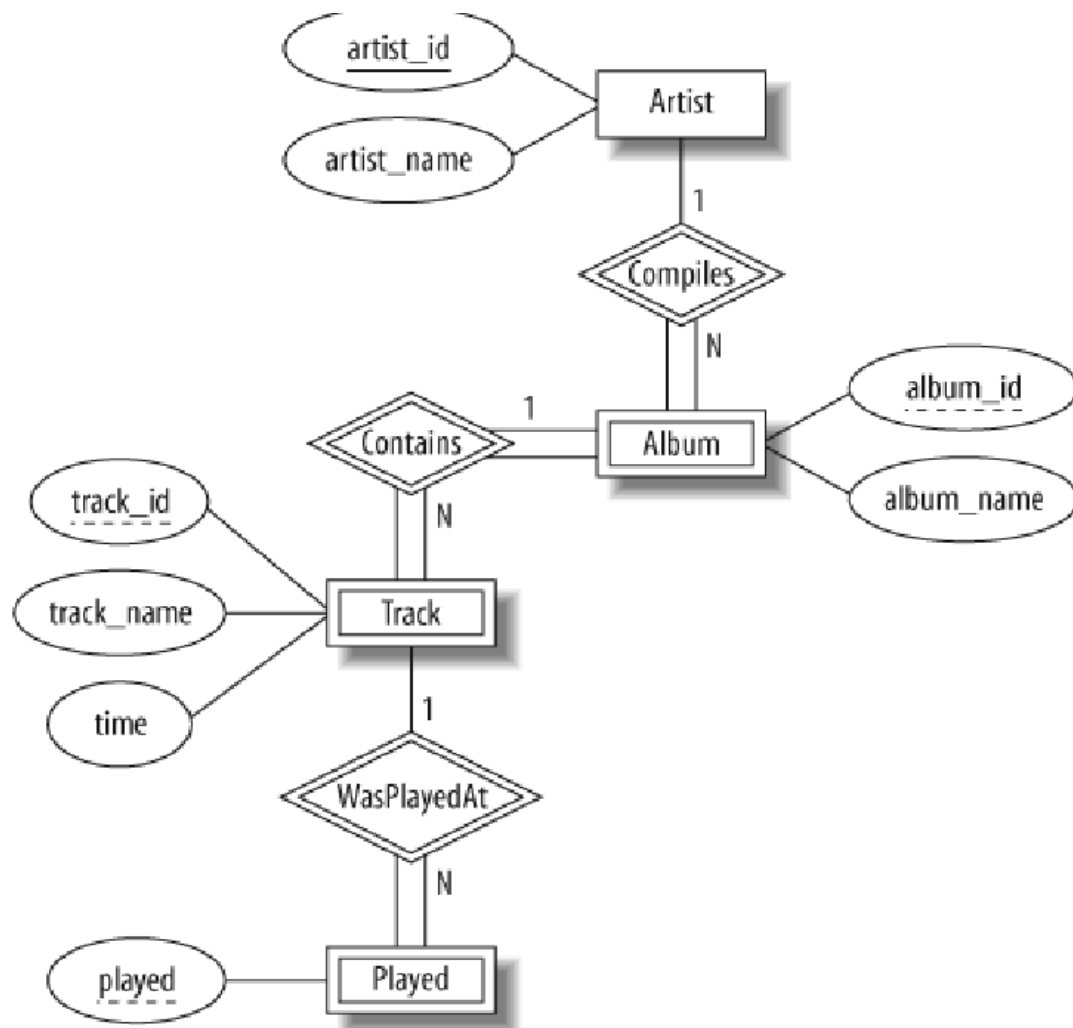 artist_id
Artist
artist_name
1
Compiles
N
album_id
1
Contains
Album
album_name
track_id
N
track_name
Track
time
1
WasPlayedAt
N
played
Played